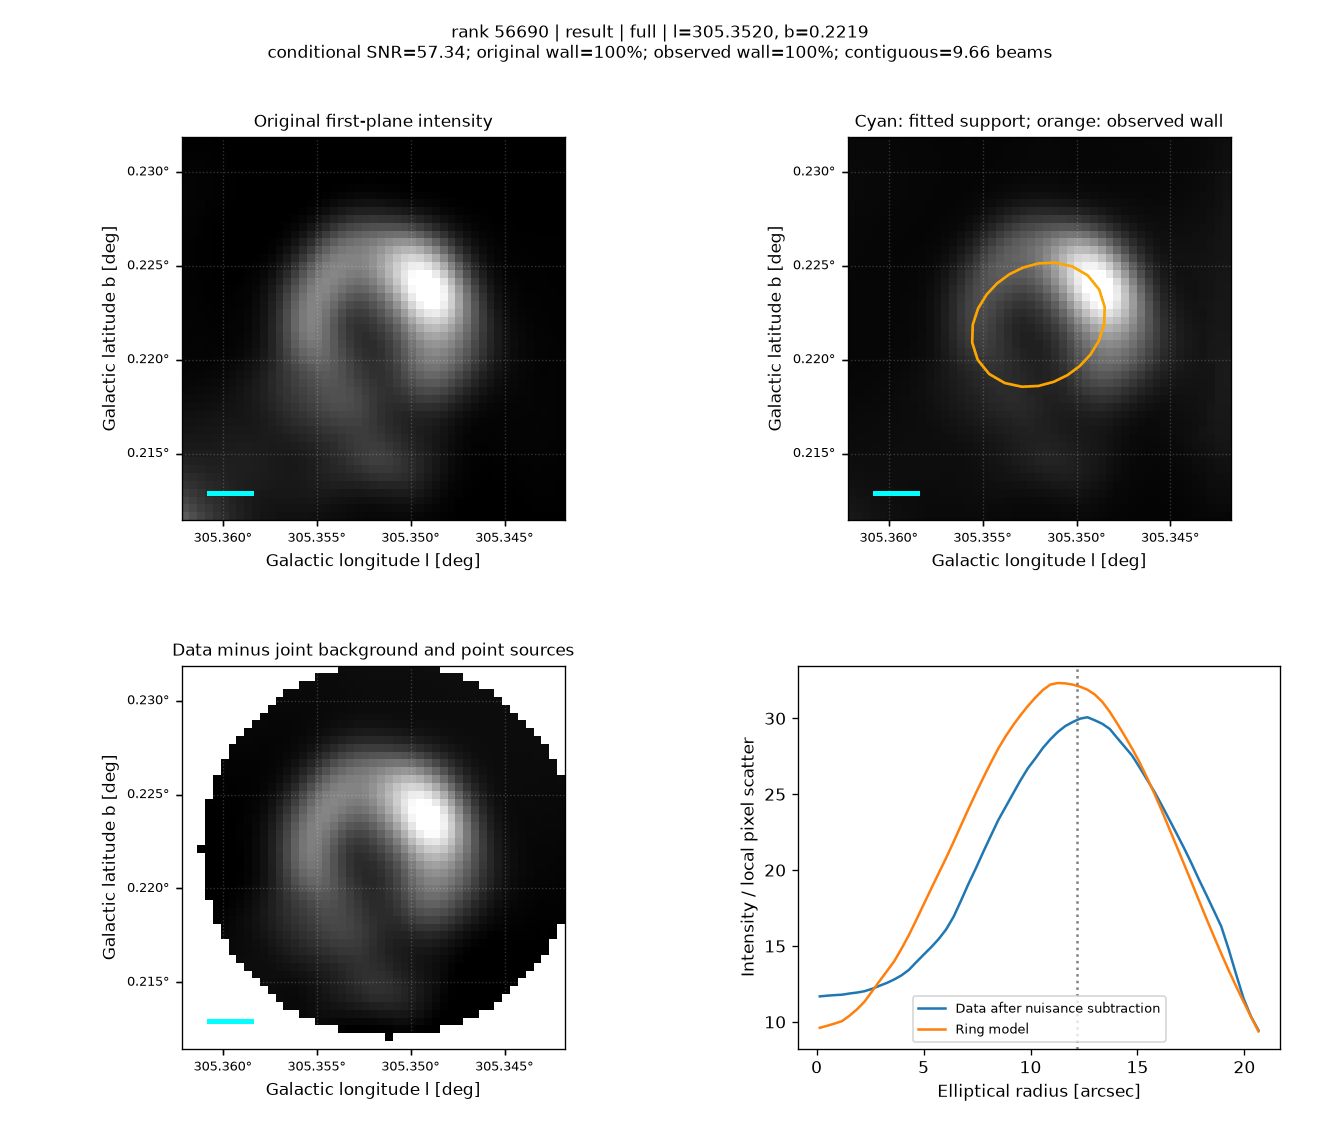 rank 56690 | result | full | l=305.3520, b=0.2219
conditional SNR=57.34; original wall=100%; observed wall=100%; contiguous=9.66 beams
Original first-plane intensity
0.230°
0.225°
0.220°
0.215°
305.360°
305.355°
305.350°
305.345°
Galactic longitude l [deg]
Galactic latitude b [deg]
Cyan: fitted support; orange: observed wall
0.230°
0.225°
0.220°
0.215°
305.360°
305.355°
305.350°
305.345°
Galactic longitude l [deg]
Galactic latitude b [deg]
Data minus joint background and point sources
0.230°
0.225°
0.220°
0.215°
305.360°
305.355°
305.350°
305.345°
Galactic longitude l [deg]
Galactic latitude b [deg]
30
25
20
15
10
0
5
10
15
20
Elliptical radius [arcsec]
Intensity / local pixel scatter
Data after nuisance subtraction
Ring model